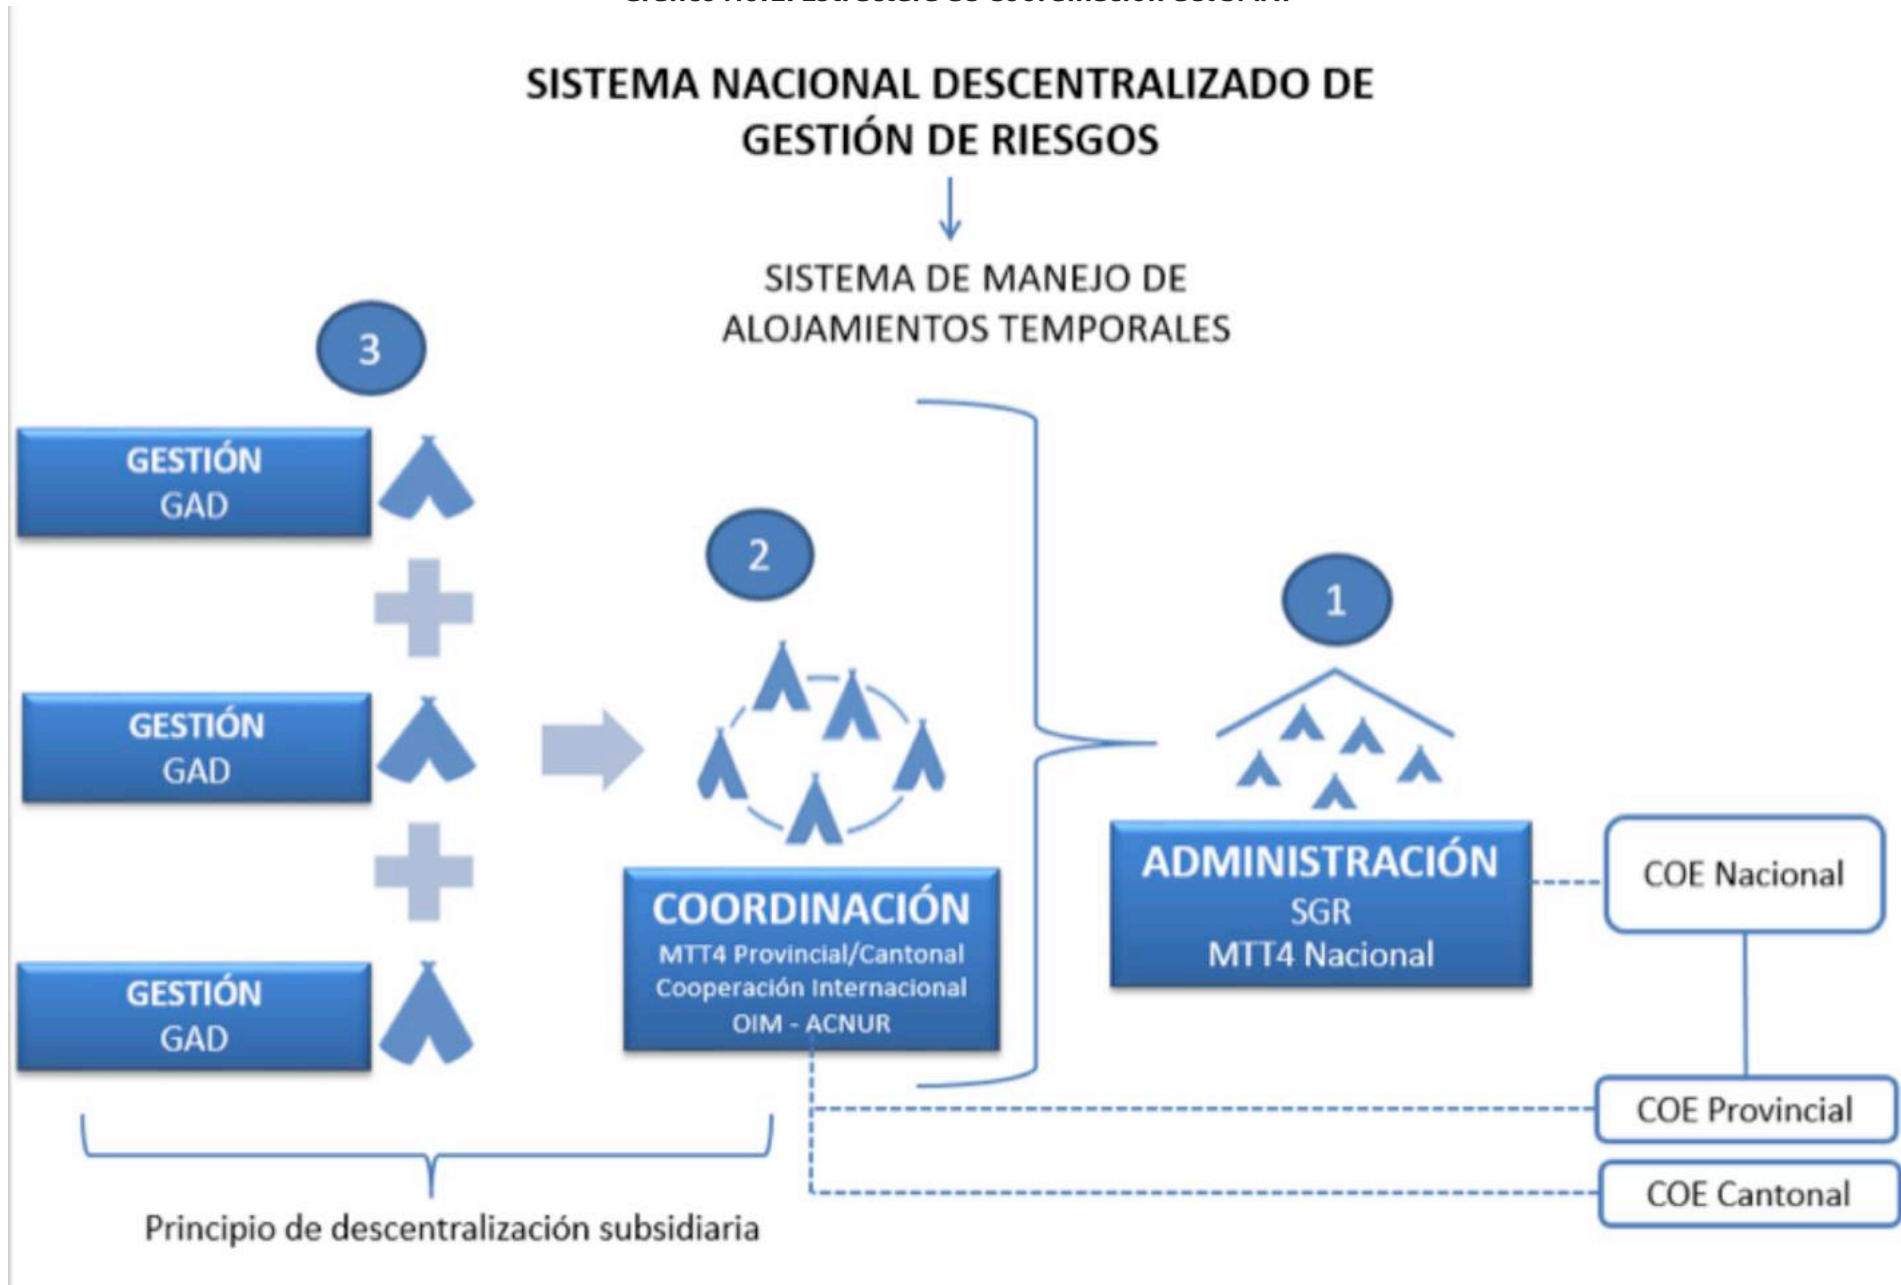 SISTEMA NACIONAL DESCENTRALIZADO DE
GESTIÓN DE RIESGOS
SISTEMA DE MANEJO DE
ALOJAMIENTOS TEMPORALES
3
GESTIÓN
GAD
GESTIÓN
GAD
GESTIÓN
GAD
2
COORDINACIÓN
MTT4 Provincial/Cantonal
Cooperación Internacional
OIM - ACNUR
1
ADMINISTRACIÓN
SGR
MTT4 Nacional
COE Nacional
COE Provincial
COE Cantonal
Principio de descentralización subsidiaria